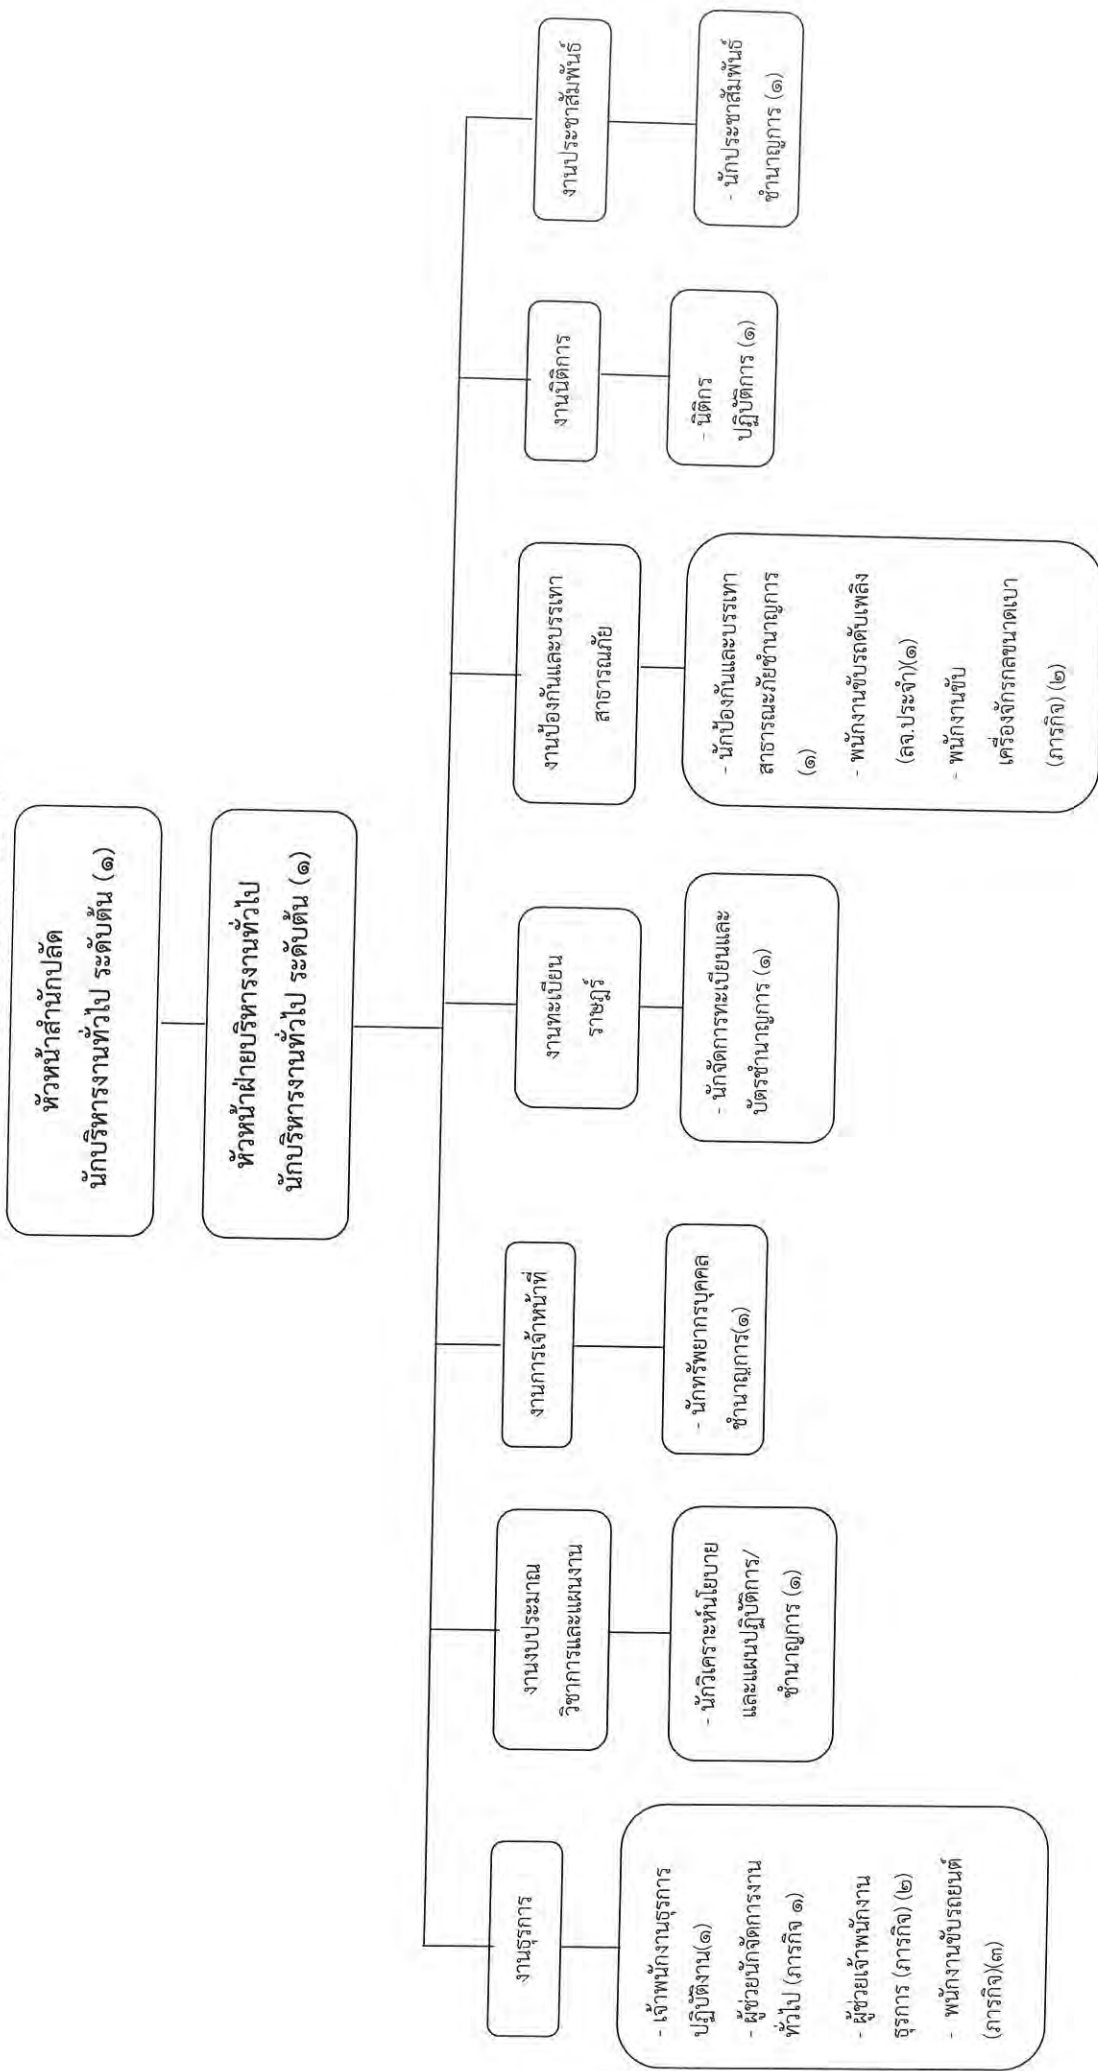 หัวหน้าสำนักปลัด
นักบริหารงานทั่วไป ระดับต้น (๑)
หัวหน้าฝ่ายบริหารงานทั่วไป
นักบริหารงานทั่วไป ระดับต้น (๑)
งานธุรการ
- เจ้าพนักงานธุรการ
ปฏิบัติงาน(๑)
- ผู้ช่วยนักจัดการงาน
ทั่วไป (ภารกิจ ๑)
- ผู้ช่วยเจ้าพนักงาน
ธุรการ (ภารกิจ) (๒)
- พนักงานขับรถยนต์
(ภารกิจ)(๓)
งานงบประมาณ
วิชาการและแผนงาน
- นักวิเคราะห์นโยบาย
และแผนปฏิบัติการ/
ชำนาญการ (๑)
งานการเจ้าหน้าที่
- นักทรัพยากรบุคคล
ชำนาญการ(๑)
งานทะเบียน
ราษฎร์
- นักจัดการทะเบียนและ
บัตรชำนาญการ (๑)
งานป้องกันและบรรเทา
สาธารณภัย
- นักป้องกันและบรรเทา
สาธารณะภัยชำนาญการ
(๑)
- พนักงานขับรถดับเพลิง
(ลจ.ประจำ)(๑)
- พนักงานขับ
เครื่องจักรกลขนาดเบา
(ภารกิจ) (๒)
งานนิติการ
- นิติกร
ปฏิบัติการ (๑)
งานประชาสัมพันธ์
- นักประชาสัมพันธ์
ชำนาญการ (๑)